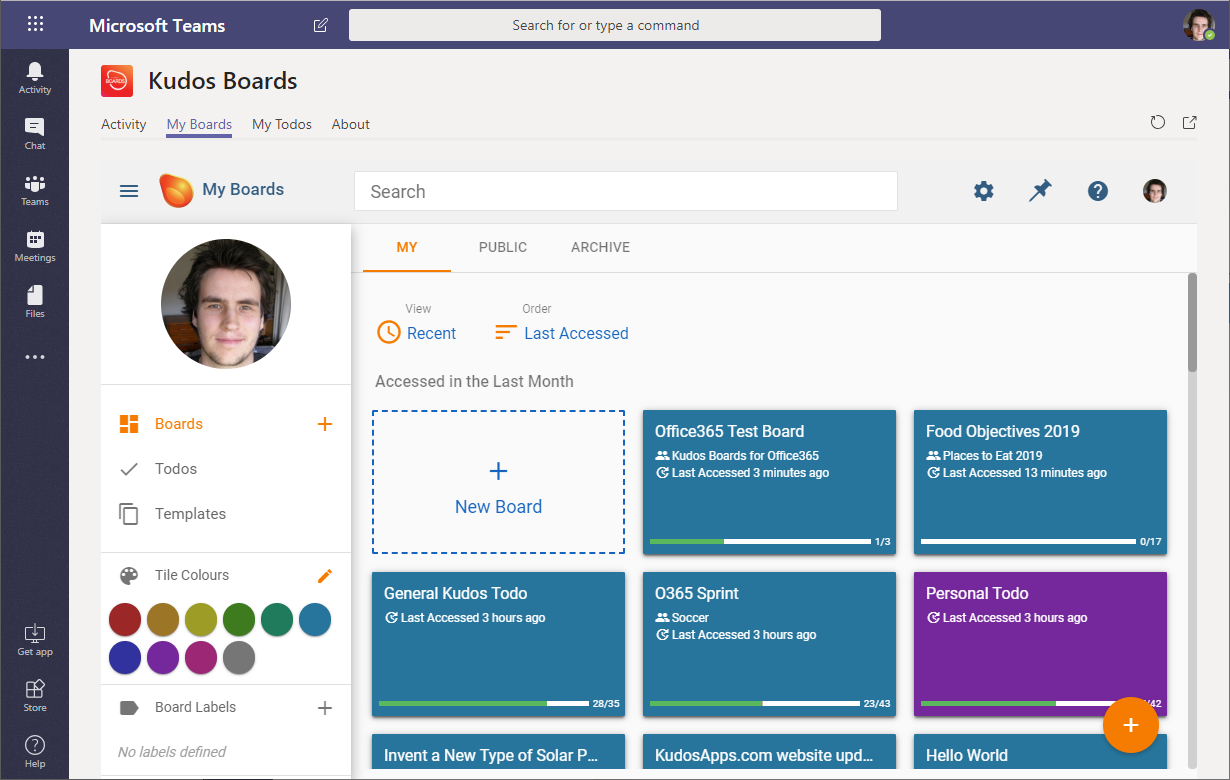 Microsoft Teams
Search for or type a command
Activity
Chat
Teams
Meetings
Files
Get app
Store
Help
BOARDS
Kudos Boards
Activity My Boards My Todos About
My Boards
Search
Boards
Todos
Templates
Tile Colours
Board Labels
No labels defined
MY PUBLIC ARCHIVE
View Order
Recent Last Accessed
Accessed in the Last Month
New Board
Office365 Test Board
Kudos Boards for Office365
Last Accessed 3 minutes ago
1/3
Food Objectives 2019
Places to Eat 2019
Last Accessed 13 minutes ago
0/17
General Kudos Todo
Last Accessed 3 hours ago
28/35
O365 Sprint
Soccer
Last Accessed 3 hours ago
23/43
Personal Todo
Last Accessed 3 hours ago
/42
Invent a New Type of Solar P...
KudosApps.com website upd...
Hello World